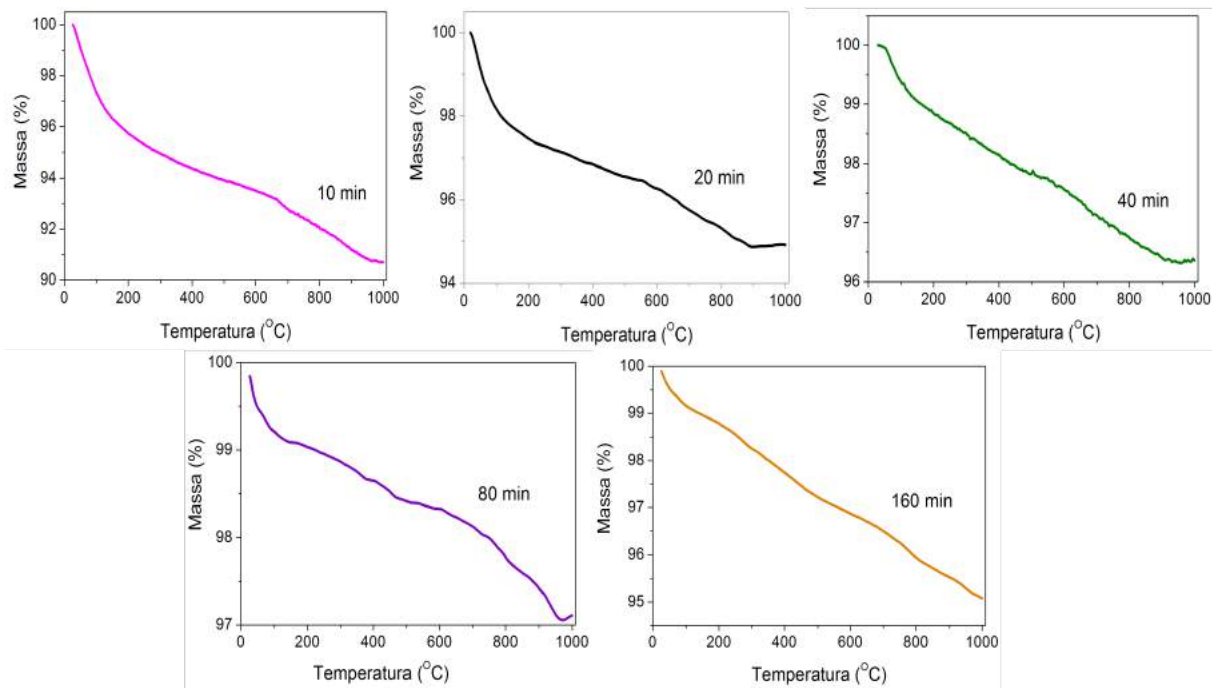 100
98
96
94
92
90
Massa (%)
10 min
0 200 400 600 800 1000
Temperatura (°C)
100
98
96
94
Massa (%)
20 min
0 200 400 600 800 1000
Temperatura (°C)
100
99
98
97
96
Massa (%)
40 min
0 200 400 600 800 1000
Temperatura (°C)
100
99
98
97
Massa (%)
80 min
0 200 400 600 800 1000
Temperatura (°C)
100
99
98
97
96
95
Massa (%)
160 min
0 200 400 600 800 1000
Temperatura (°C)